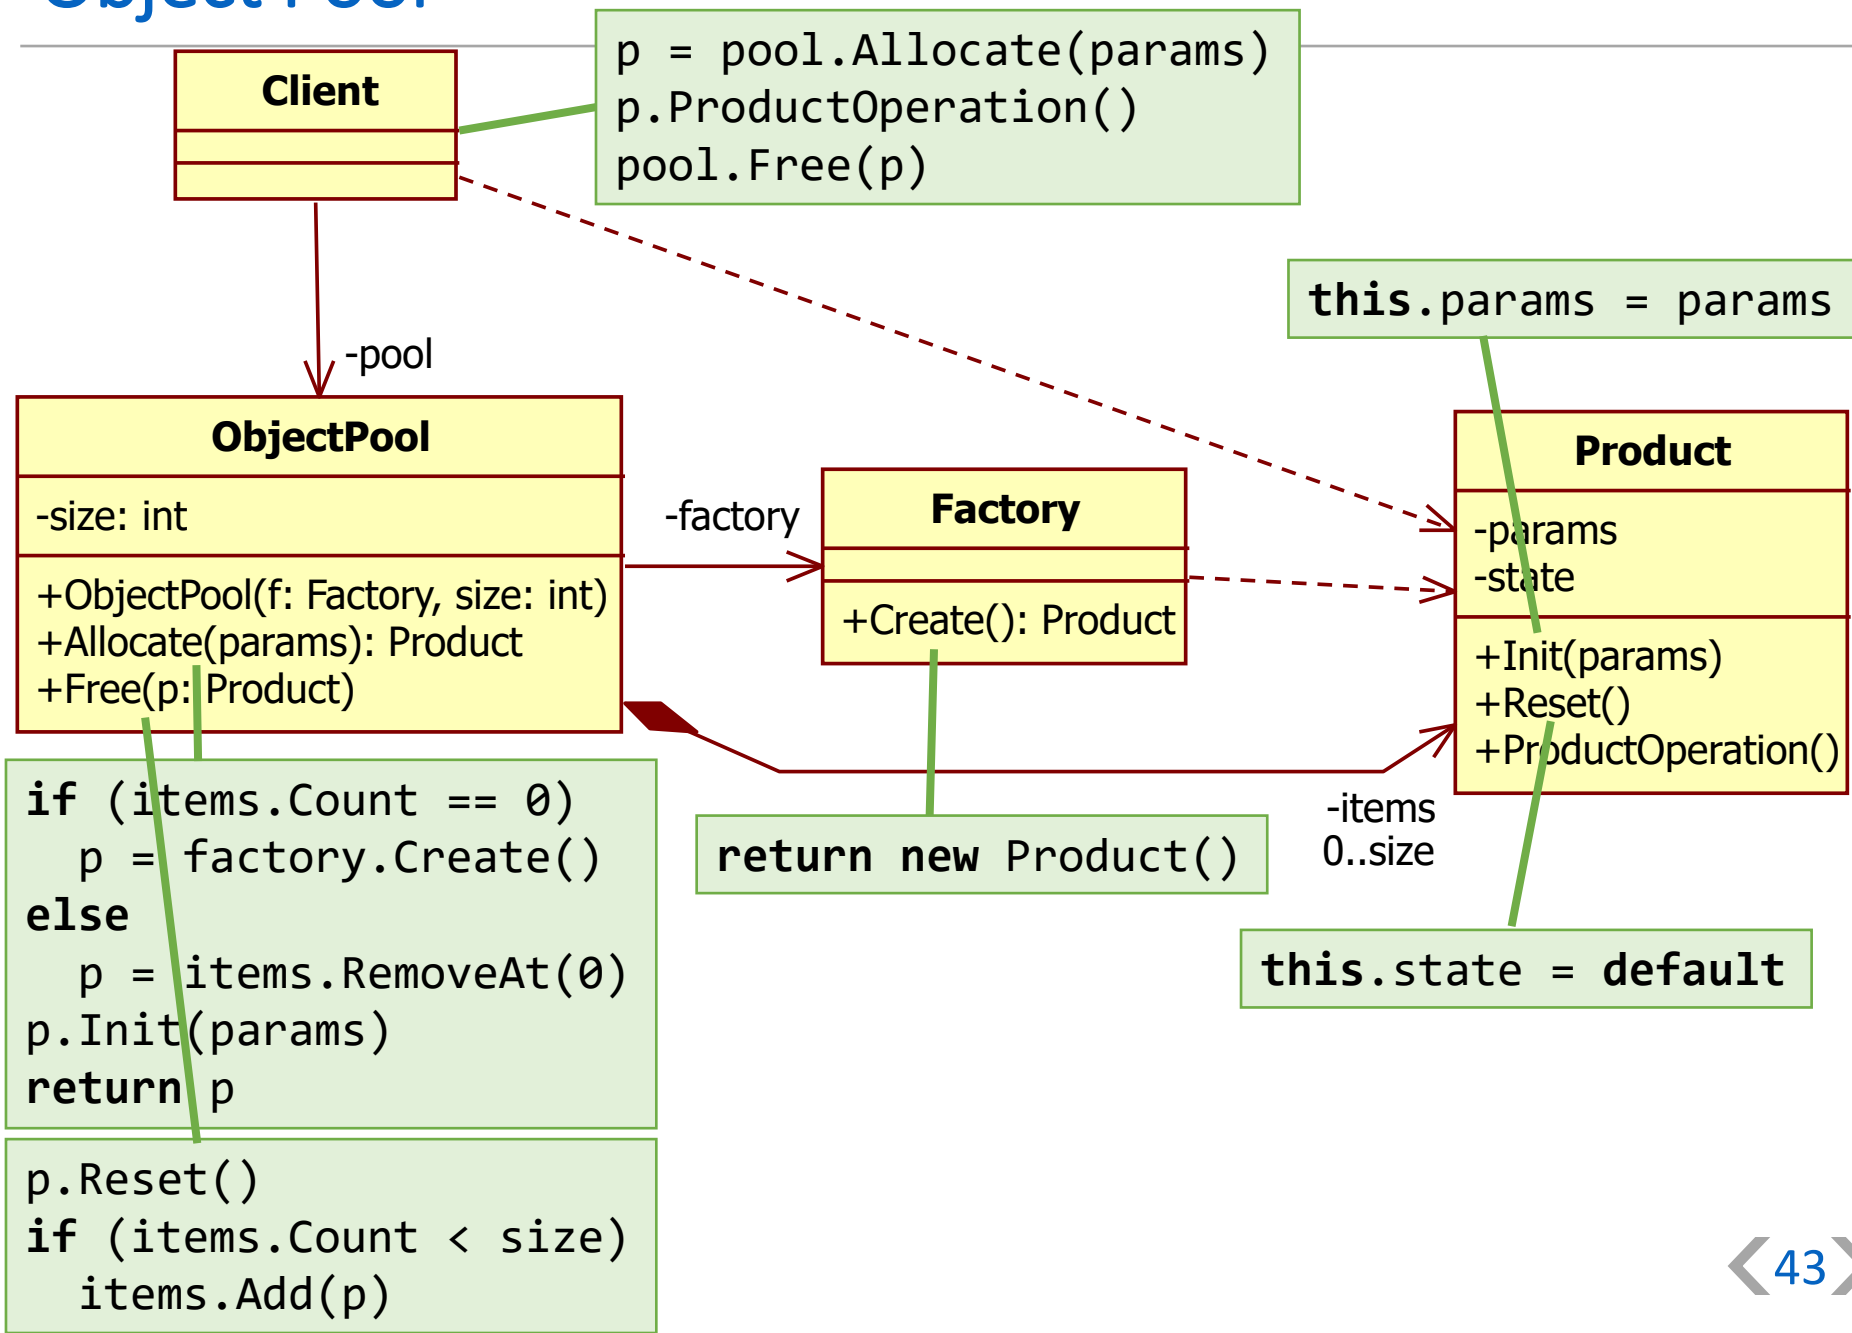 Object Pool
Client
p = pool.Allocate(params)
p.ProductOperation()
pool.Free(p)
this.params = params
-pool
ObjectPool
-size: int
+ObjectPool(f: Factory, size: int)
+Allocate(params): Product
+Free(p: Product)
-factory
Factory
+Create(): Product
Product
-params
-state
+Init(params)
+Reset()
+ProductOperation()
-items
0..size
if (items.Count == 0)
  p = factory.Create()
else
  p = items.RemoveAt(0)
p.Init(params)
return p
return new Product()
this.state = default
p.Reset()
if (items.Count < size)
  items.Add(p)
43